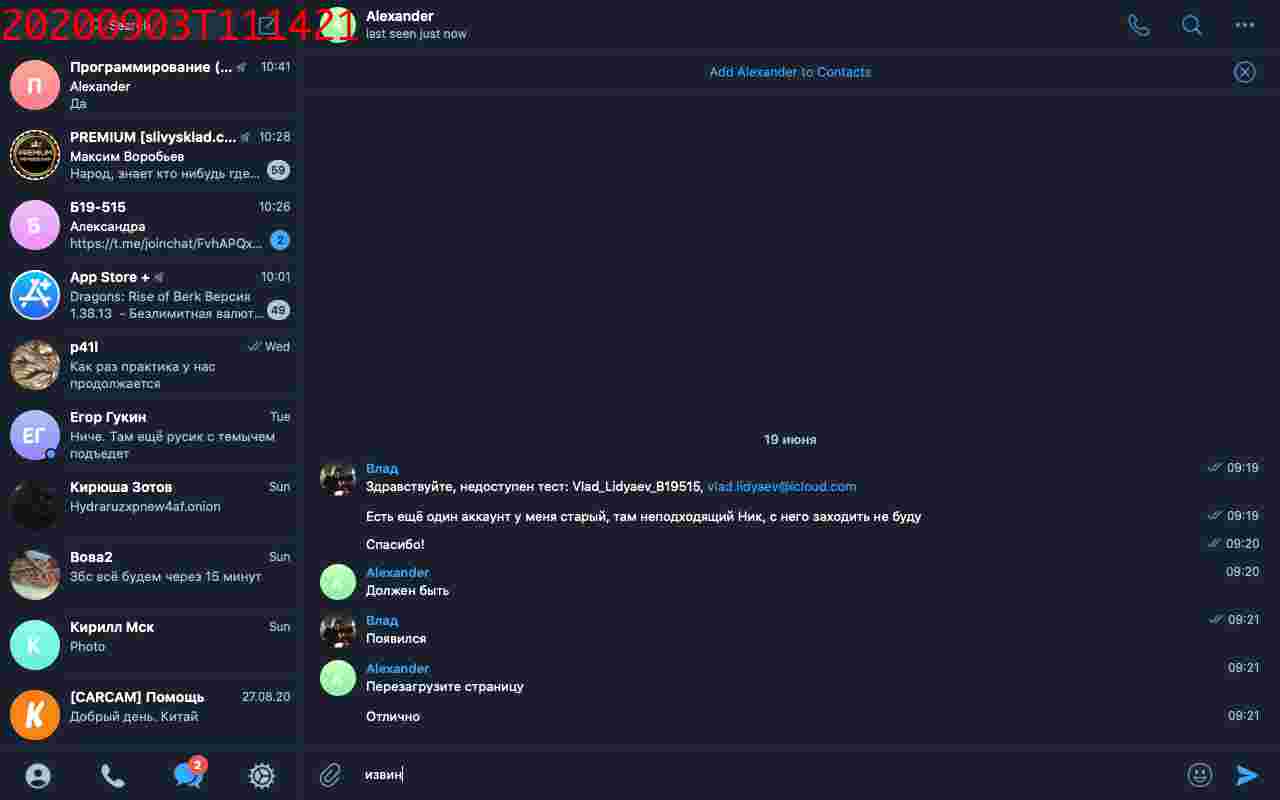 20200903T111421
Search
Alexander
last seen just now
Add Alexander to Contacts
Программирование (...
10:41
Alexander
Да
PREMIUM [slivysklad.c...
10:28
Максим Воробьев
Народ, знает кто нибудь где...
59
Б19-515
10:26
Александра
https://t.me/joinchat/FvhAPQx...
2
App Store +
10:01
Dragons: Rise of Berk Версия
1.38.13 - Безлимитная валют...
49
p41l
Wed
Как раз практика у нас
продолжается
Егор Гукин
Tue
Ниче. Там ещё русик с темычем
подъедет
Кирюша Зотов
Sun
Hydraruzxpnew4af.onion
Вова2
Sun
Збс всё будем через 15 минут
Кирилл Мск
Sun
Photo
[CARCAM] Помощь
27.08.20
Добрый день. Китай
2
19 июня
Влад
09:19
Здравствуйте, недоступен тест: Vlad_Lidyaev_B19515, vlad.lidyaev@icloud.com
Есть ещё один аккаунт у меня старый, там неподходящий Ник, с него заходить не буду
09:19
Спасибо!
09:20
Alexander
09:20
Должен быть
Влад
09:21
Появился
Alexander
09:21
Перезагрузите страницу
Отлично
09:21
извин
П
PREMIUM
Б
ЕГ
К
K